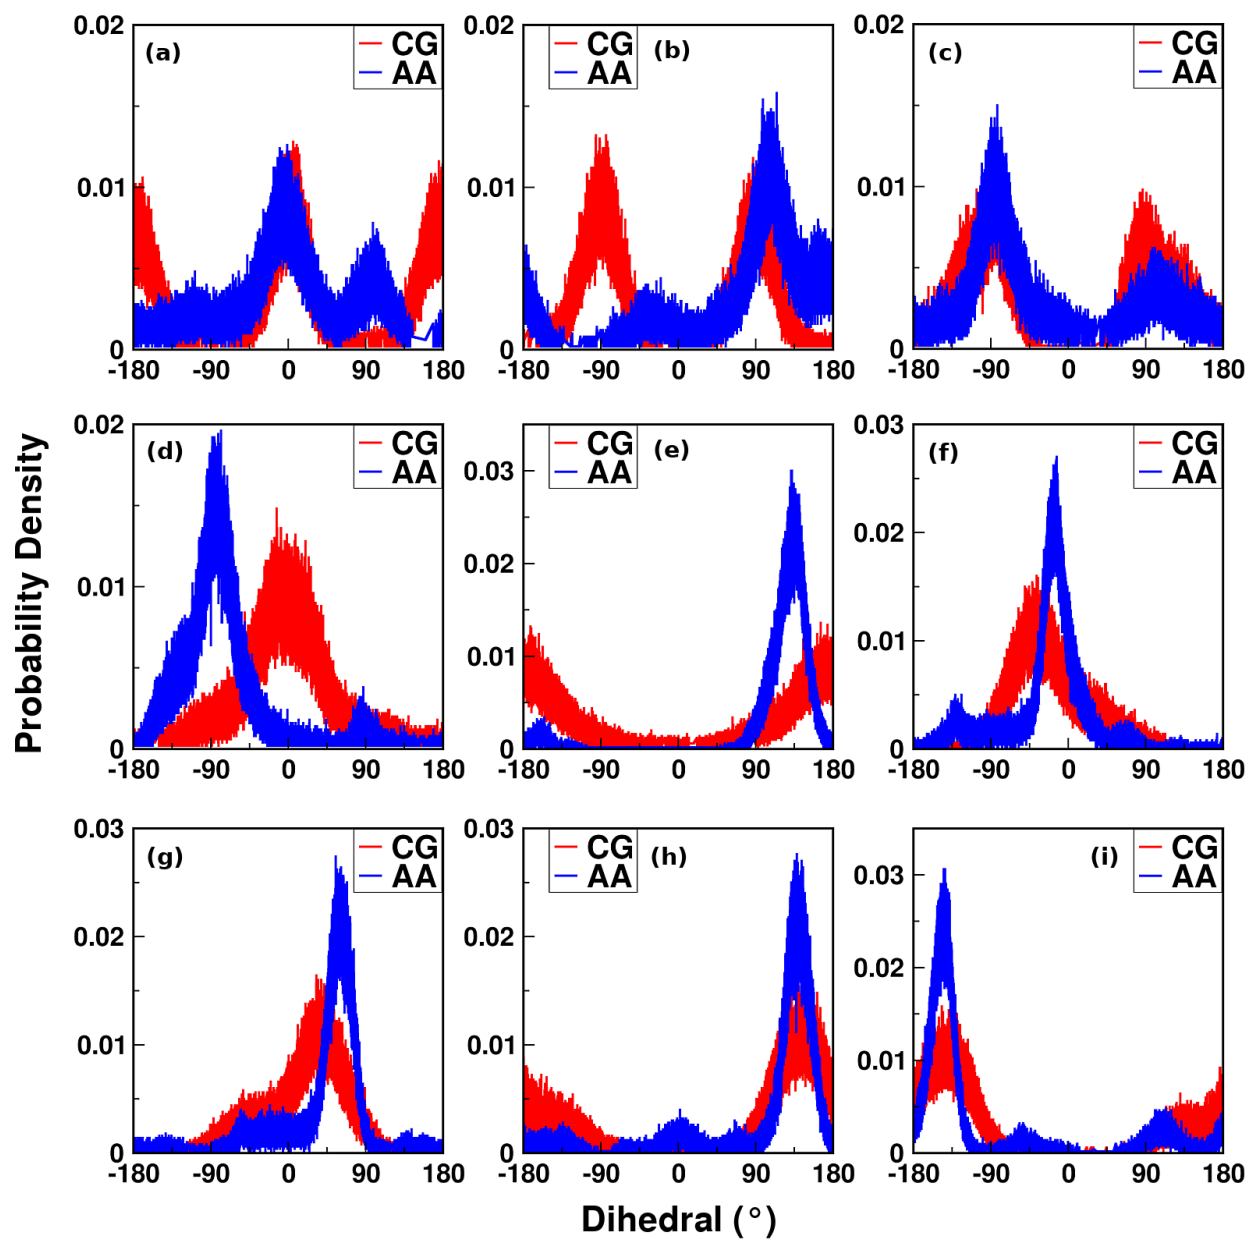 0.02 (a) CG 0.02 (b) CG 0.02 (c) CG
AA AA AA
0.01 0.01 0.01
0 0 0
-180 -90 0 90 180 -180 -90 0 90 180 -180 -90 0 90 180
0.02 (d) CG (e) CG 0.03 (f) CG
AA 0.03 AA AA
0.02 0.02
0.01 0.01 0.01
0 0 0
-180 -90 0 90 180 -180 -90 0 90 180 -180 -90 0 90 180
Probability Density
0.03 (g) CG 0.03 (h) CG (i) CG
AA AA 0.03 AA
0.02 0.02 0.02
0.01 0.01 0.01
0 0 0
-180 -90 0 90 180 -180 -90 0 90 180 -180 -90 0 90 180
Dihedral (°)